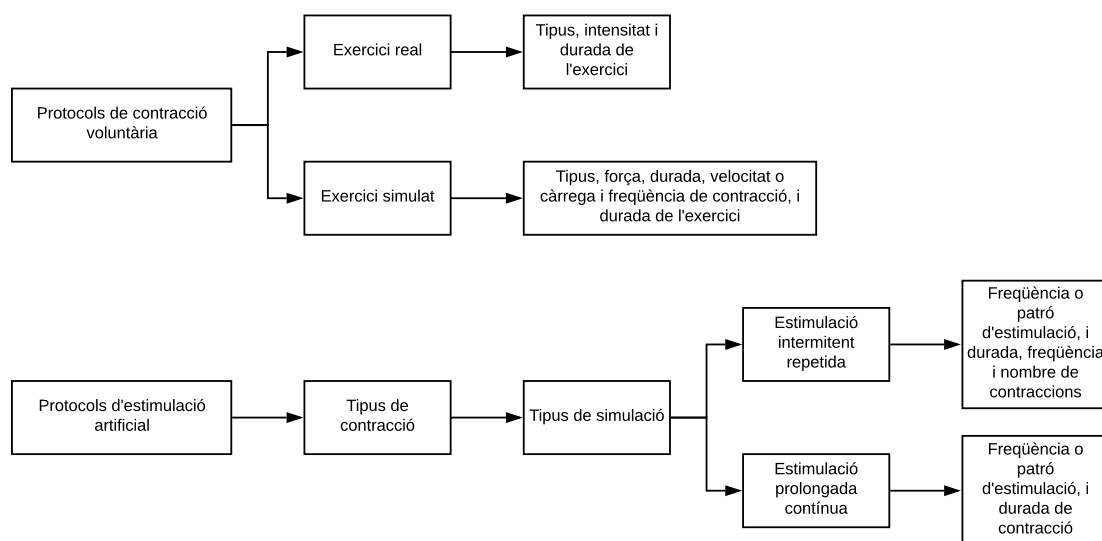 Protocols de contracció
voluntària
Exercici real
Tipus, intensitat i
durada de
l'exercici
Exercici simulat
Tipus, força, durada, velocitat o
càrrega i freqüència de contracció, i
durada de l'exercici
Protocols d'estimulació
artificial
Tipus de
contracció
Tipus de simulació
Estimulació
intermitent
repetida
Freqüència o
patró
d'estimulació, i
durada, freqüència
i nombre de
contraccions
Estimulació
prolongada
contínua
Freqüència o
patró
d'estimulació, i
durada de
contracció